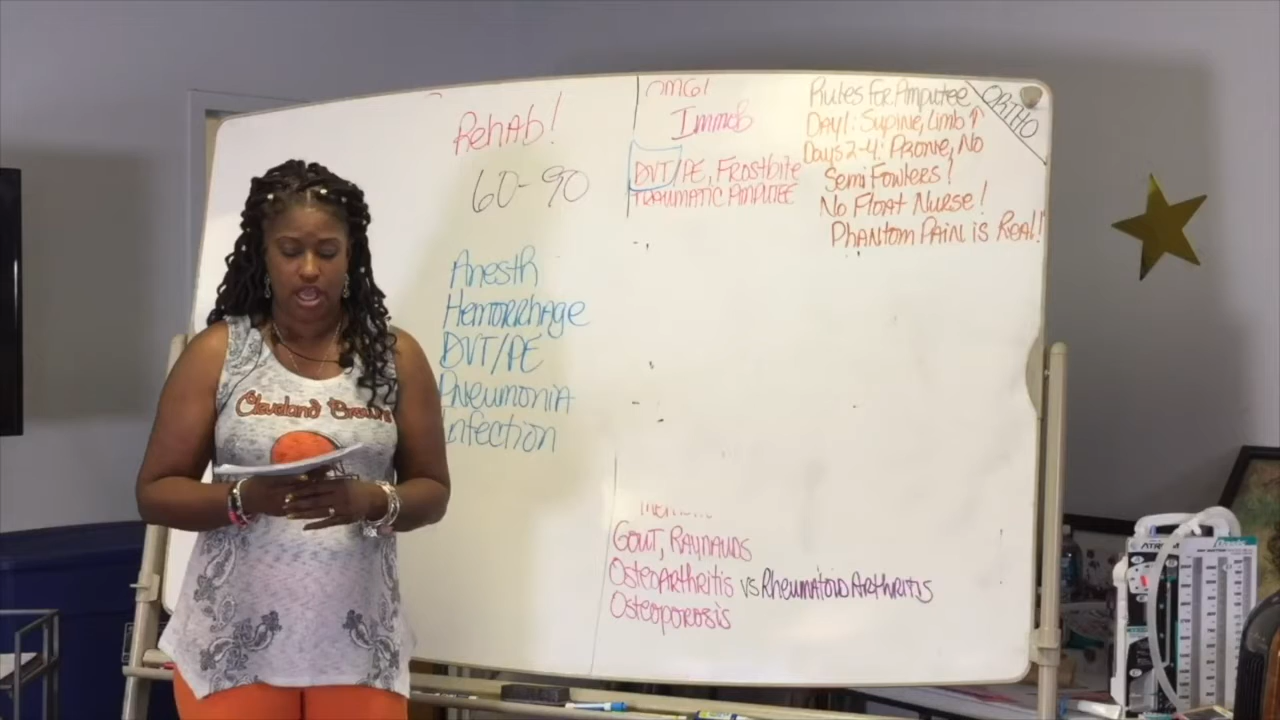 Rehab!
60-90
Anesth
Hemorrhage
DVT/PE
Pneumonia
Infection
OMG!
Immob
DVT/PE, Frostbite
Traumatic Amputee
Rules for Amputee
Day 1: Supine, Limb ↑
Days 2-4: Prone, No
Semi Fowlers!
No Float Nurse!
Phantom Pain is Real!
ORTHO
Gout, Raynauds
Osteoarthritis vs Rheumatoid Arthritis
Osteoporosis
Cleveland Browns